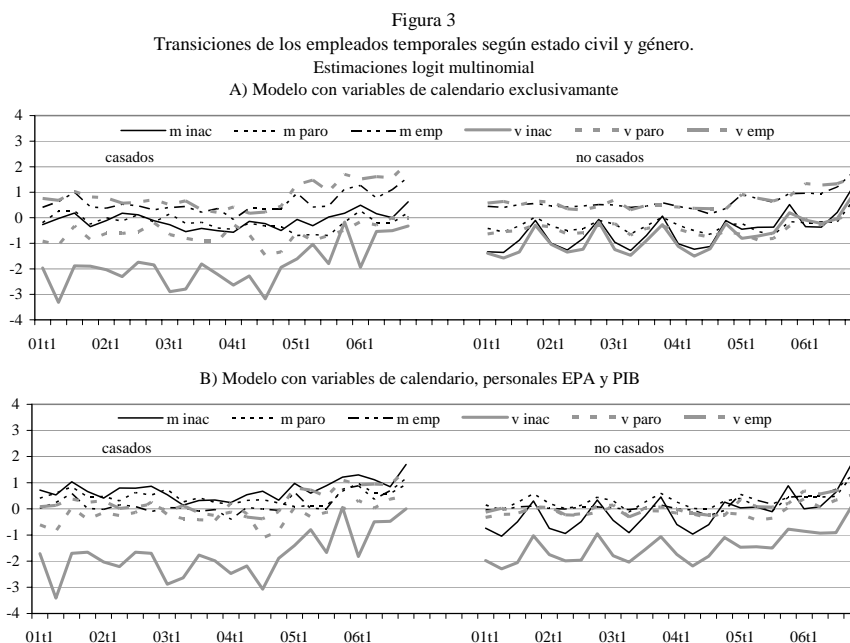 Figura 3
Transiciones de los empleados temporales según estado civil y género.
Estimaciones logit multinomial
A) Modelo con variables de calendario exclusivamante
4
3
2
1
0
-1
-2
-3
-4
m inac m paro m emp v inac v paro v emp
casados no casados
01t1 02t1 03t1 04t1 05t1 06t1 01t1 02t1 03t1 04t1 05t1 06t1
B) Modelo con variables de calendario, personales EPA y PIB
4
3
2
1
0
-1
-2
-3
-4
m inac m paro m emp v inac v paro v emp
casados no casados
01t1 02t1 03t1 04t1 05t1 06t1 01t1 02t1 03t1 04t1 05t1 06t1